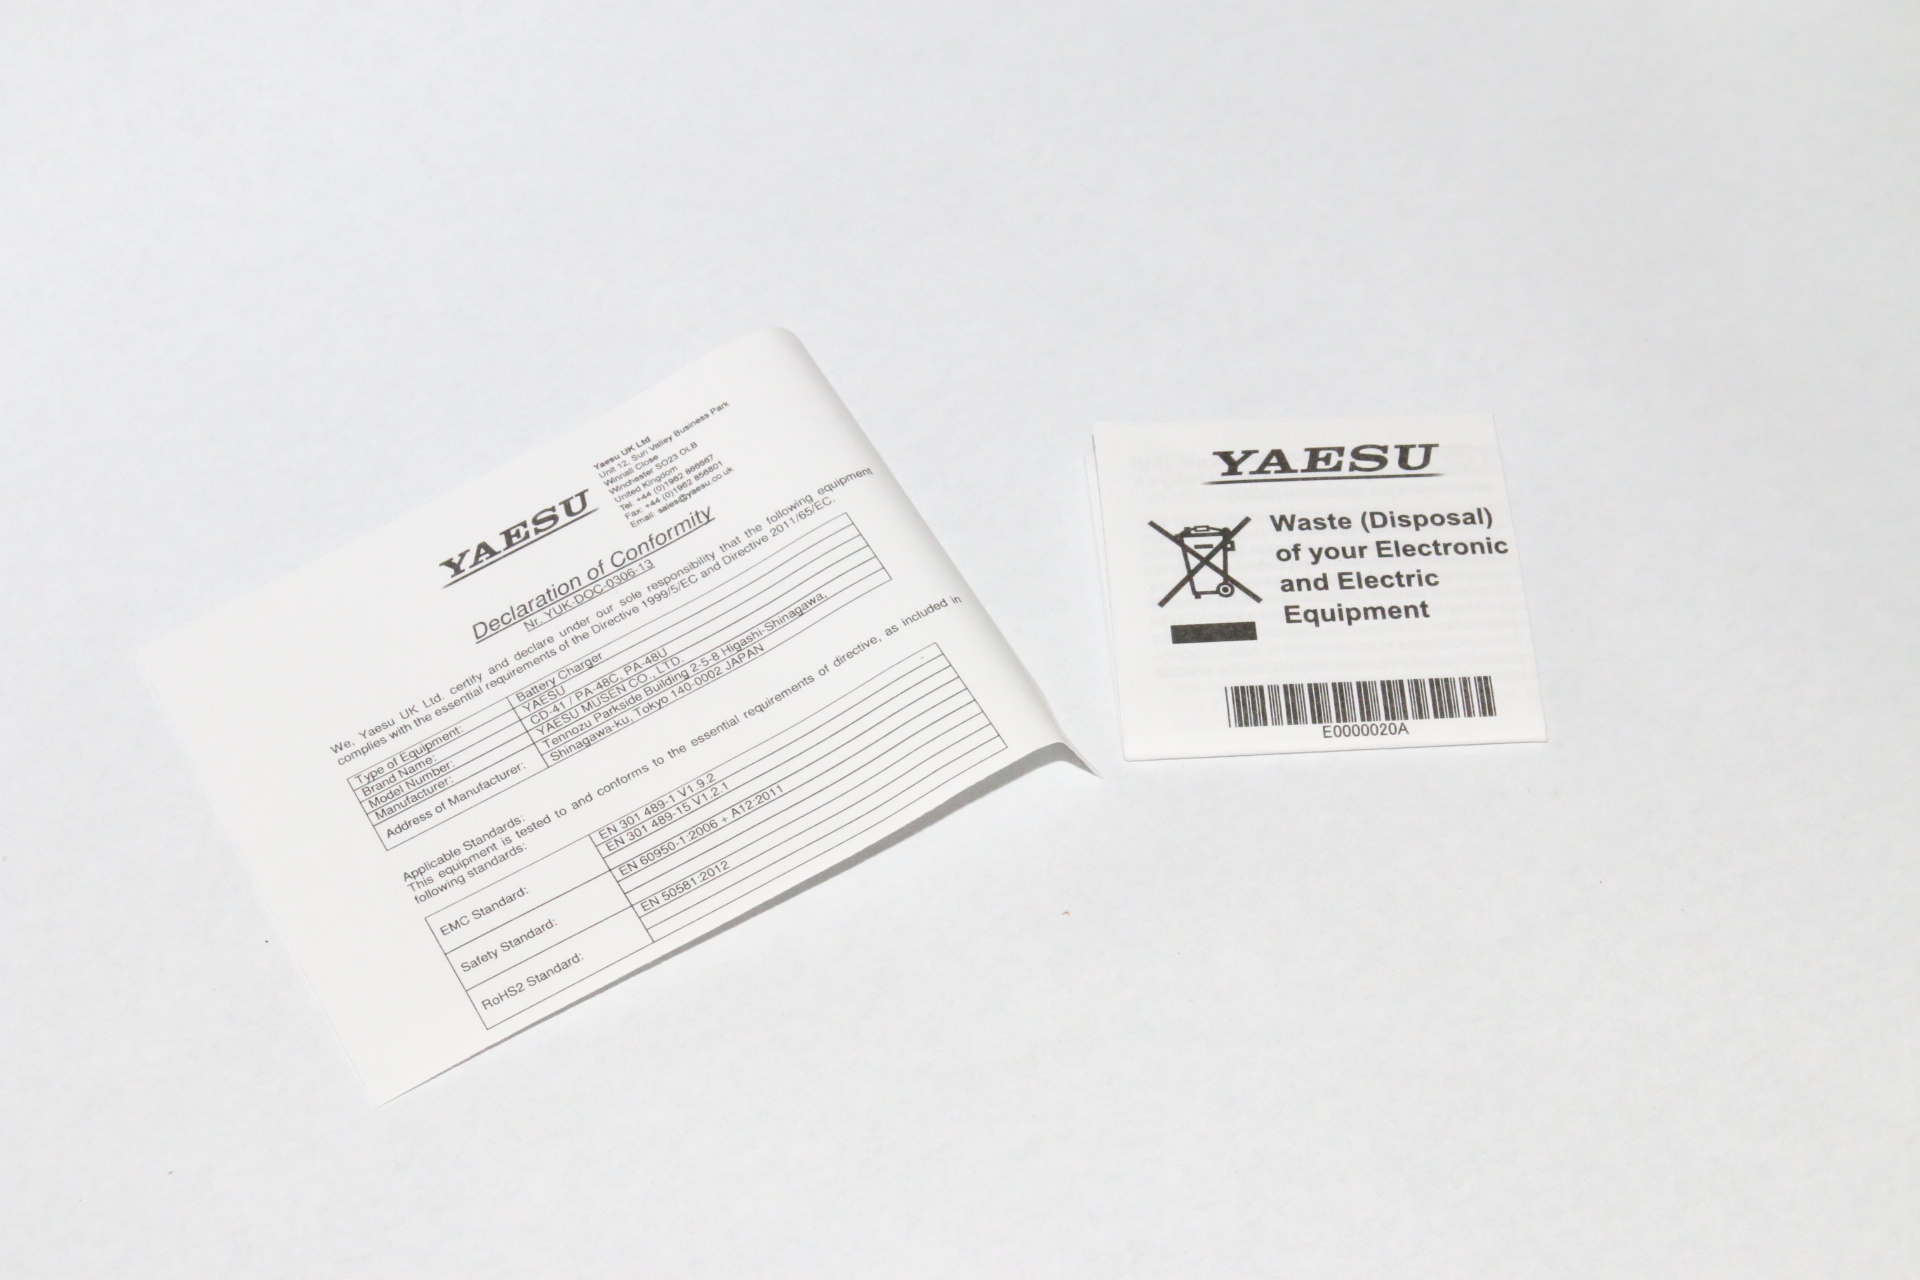 YAESU
Yaesu UK Ltd
Unit 12, Sun Valley Business Park
Winnall Close
Winchester SO23 OLB
United Kingdom
Tel: +44 (0)1962 866667
Fax: +44 (0)1962 856801
Email: sales@yaesu.co.uk
Declaration of Conformity
Nr. YUK-DOC-0306-13
We, Yaesu UK Ltd. certify and declare under our sole responsibility that the following equipment
complies with the essential requirements of the Directive 1999/5/EC and Directive 2011/65/EC.
Type of Equipment: Battery Charger
Brand Name: YAESU
Model Number: CD-41 / PA-48C, PA-48U
Manufacturer: YAESU MUSEN CO., LTD.
Address of Manufacturer: Tennozu Parkside Building 2-5-8 Higashi-Shinagawa,
Shinagawa-ku, Tokyo 140-0002 JAPAN
Applicable Standards:
This equipment is tested to and conforms to the essential requirements of directive, as included in
following standards:
EMC Standard: EN 301 489-1 V1.9.2
EN 301 489-15 V1.2.1
Safety Standard: EN 60950-1:2006 + A12:2011
RoHS2 Standard: EN 50581:2012
YAESU
Waste (Disposal)
of your Electronic
and Electric
Equipment
E0000020A